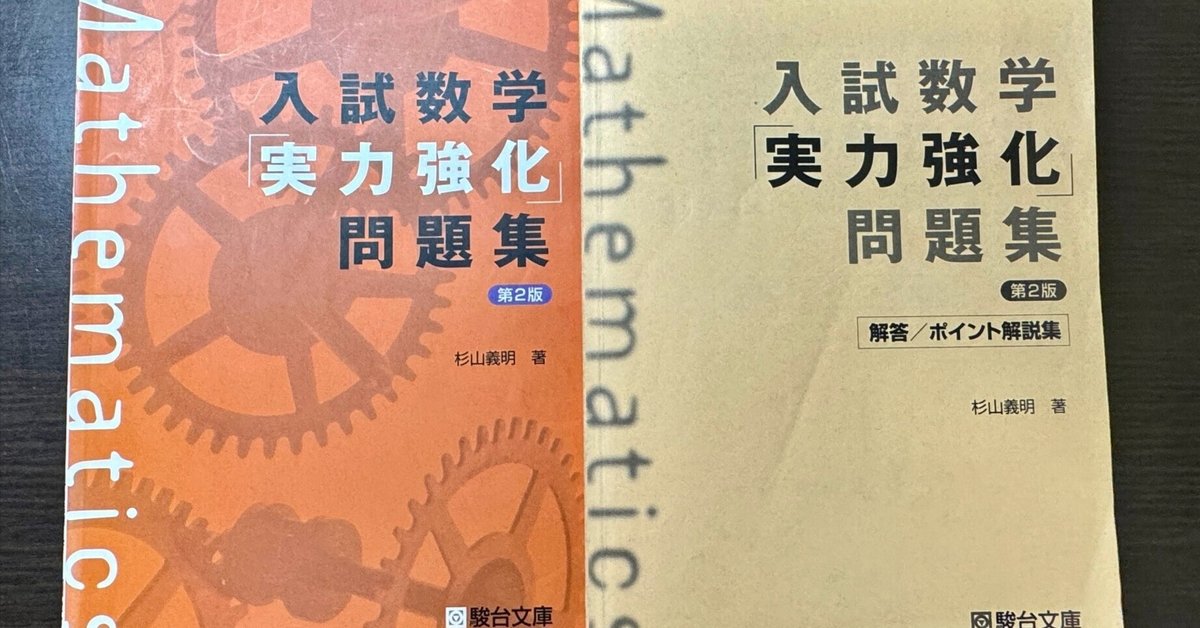 Mathematics
入試数学
「実力強化」
問題集
第2版
杉山義明 著
駿台文庫
Mathematics
入試数学
「実力強化」
問題集
第2版
解答/ポイント解説集
杉山義明 著
駿台文庫